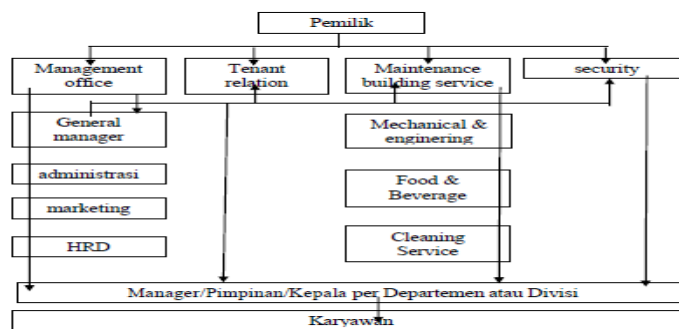 Pemilik
Management
office
Tenant
relation
Maintenance
building service
security
General
manager
Mechanical &
enginering
administrasi
Food &
Beverage
marketing
HRD
Cleaning
Service
Manager/Pimpinan/Kepala per Departemen atau Divisi
Karyawan